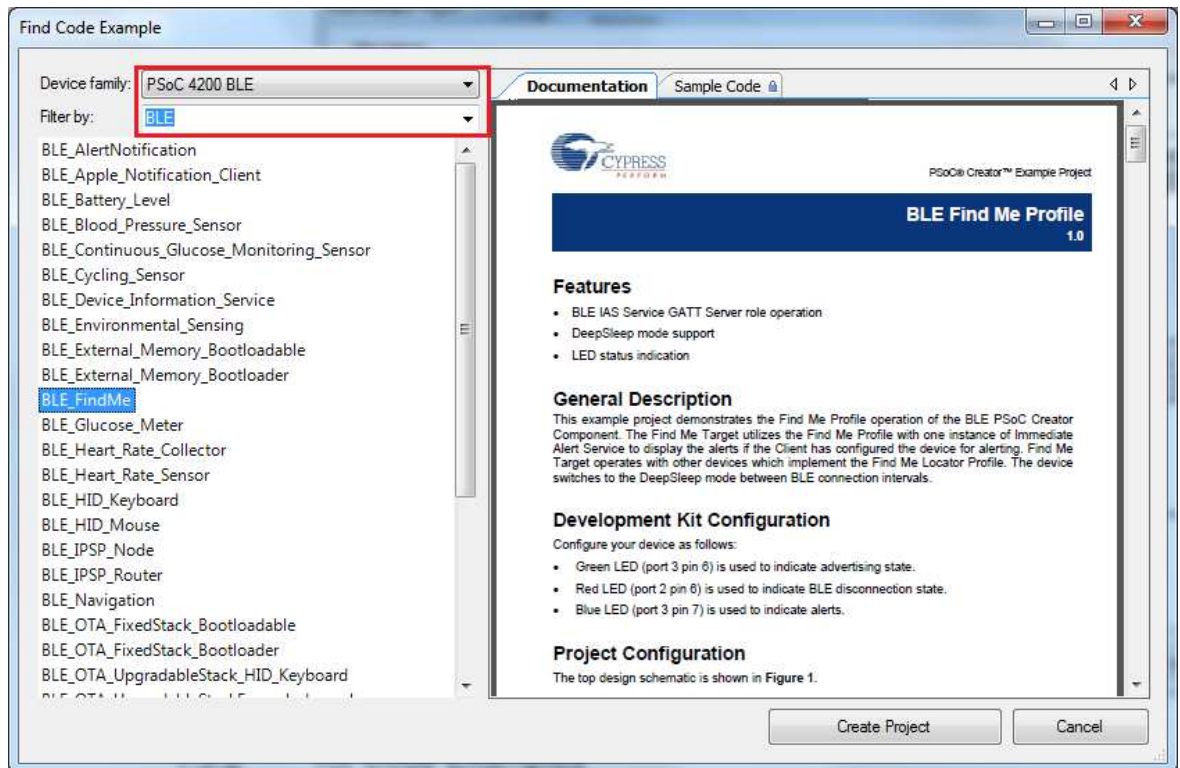 Find Code Example
Device family: PSoC 4200 BLE
Filter by: BLE
BLE_AlertNotification
BLE_Apple_Notification_Client
BLE_Battery_Level
BLE_Blood_Pressure_Sensor
BLE_Continuous_Glucose_Monitoring_Sensor
BLE_Cycling_Sensor
BLE_Device_Information_Service
BLE_Environmental_Sensing
BLE_External_Memory_Bootloadable
BLE_External_Memory_Bootloader
BLE_FindMe
BLE_Glucose_Meter
BLE_Heart_Rate_Collector
BLE_Heart_Rate_Sensor
BLE_HID_Keyboard
BLE_HID_Mouse
BLE_IPSP_Node
BLE_IPSP_Router
BLE_Navigation
BLE_OTA_FixedStack_Bootloadable
BLE_OTA_FixedStack_Bootloader
BLE_OTA_UpgradableStack_HID_Keyboard
Documentation Sample Code
CYPRESS
PERFORM
PSoC® Creator™ Example Project
BLE Find Me Profile
1.0
Features
• BLE IAS Service GATT Server role operation
• DeepSleep mode support
• LED status indication
General Description
This example project demonstrates the Find Me Profile operation of the BLE PSoC Creator
Component. The Find Me Target utilizes the Find Me Profile with one instance of Immediate
Alert Service to display the alerts if the Client has configured the device for alerting. Find Me
Target operates with other devices which implement the Find Me Locator Profile. The device
switches to the DeepSleep mode between BLE connection intervals.
Development Kit Configuration
Configure your device as follows:
• Green LED (port 3 pin 6) is used to indicate advertising state.
• Red LED (port 2 pin 6) is used to indicate BLE disconnection state.
• Blue LED (port 3 pin 7) is used to indicate alerts.
Project Configuration
The top design schematic is shown in Figure 1.
Create Project Cancel